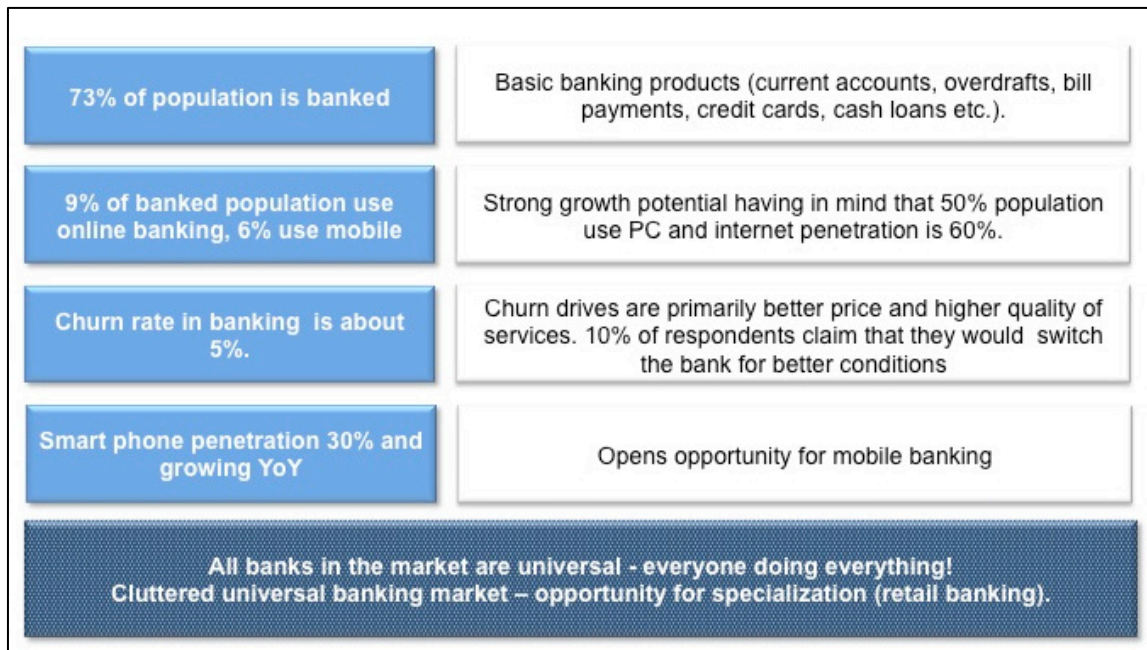 73% of population is banked
Basic banking products (current accounts, overdrafts, bill
payments, credit cards, cash loans etc.).
9% of banked population use
online banking, 6% use mobile
Strong growth potential having in mind that 50% population
use PC and internet penetration is 60%.
Churn rate in banking is about
5%.
Churn drives are primarily better price and higher quality of
services. 10% of respondents claim that they would switch
the bank for better conditions
Smart phone penetration 30% and
growing YoY
Opens opportunity for mobile banking
All banks in the market are universal - everyone doing everything!
Cluttered universal banking market – opportunity for specialization (retail banking).